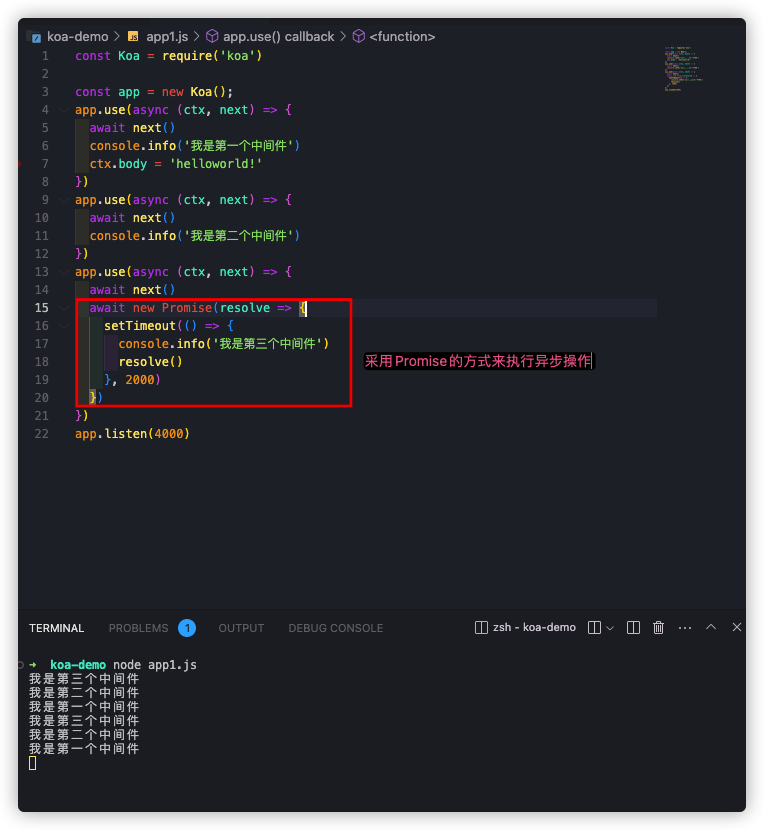 koa-demo > JS app1.js > app.use() callback > <function>
1 const Koa = require('koa')
2
3 const app = new Koa();
4 app.use(async (ctx, next) => {
5 await next()
6 console.info('我是第一个中间件')
7 ctx.body = 'helloworld!'
8 })
9 app.use(async (ctx, next) => {
10 await next()
11 console.info('我是第二个中间件')
12 })
13 app.use(async (ctx, next) => {
14 await next()
15 await new Promise(resolve => {
16 setTimeout(() => {
17 console.info('我是第三个中间件')
18 resolve()
19 }, 2000)
20 })
21 })
22 app.listen(4000)
采用Promise的方式来执行异步操作
TERMINAL PROBLEMS 1 OUTPUT DEBUG CONSOLE zsh - koa-demo
→ koa-demo node app1.js
我是第三个中间件
我是第二个中间件
我是第一个中间件
我是第三个中间件
我是第二个中间件
我是第一个中间件